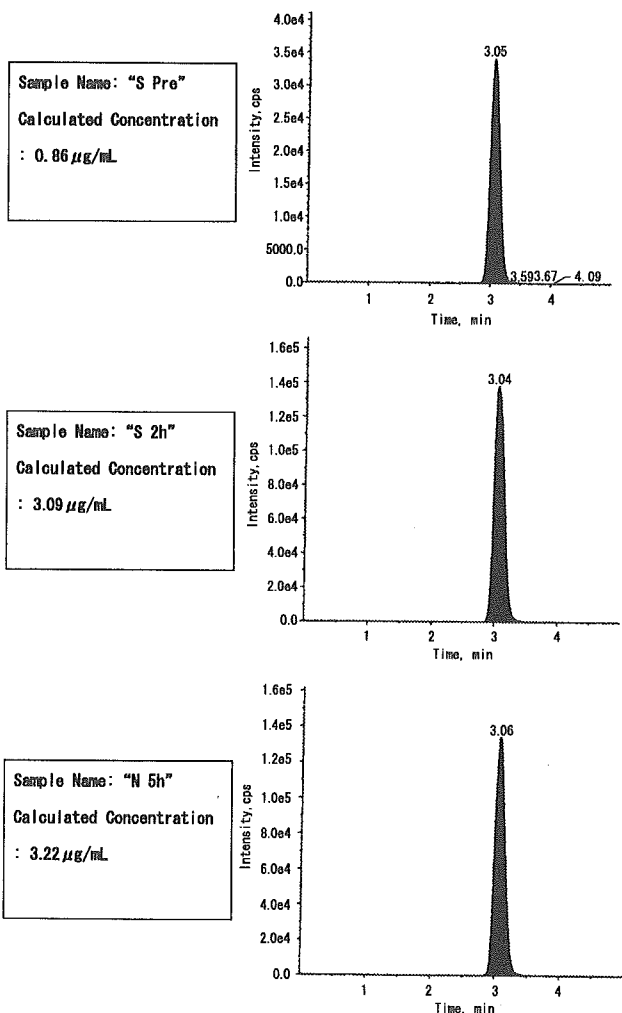 Sample Name: “S Pre”
Calculated Concentration
: 0.86 μg/mL
4.0e4
3.5e4
3.0e4
2.5e4
2.0e4
1.5e4
1.0e4
5000.0
0.0
Intensity, cps
3.05
3.59 3.67 4.09
1 2 3 4
Time, min
Sample Name: “S 2h”
Calculated Concentration
: 3.09 μg/mL
1.6e5
1.4e5
1.2e5
1.0e5
8.0e4
6.0e4
4.0e4
2.0e4
0.0
Intensity, cps
3.04
1 2 3 4
Time, min
Sample Name: “N 5h”
Calculated Concentration
: 3.22 μg/mL
1.6e5
1.4e5
1.2e5
1.0e5
8.0e4
6.0e4
4.0e4
2.0e4
0.0
Intensity, cps
3.06
1 2 3 4
Time, min